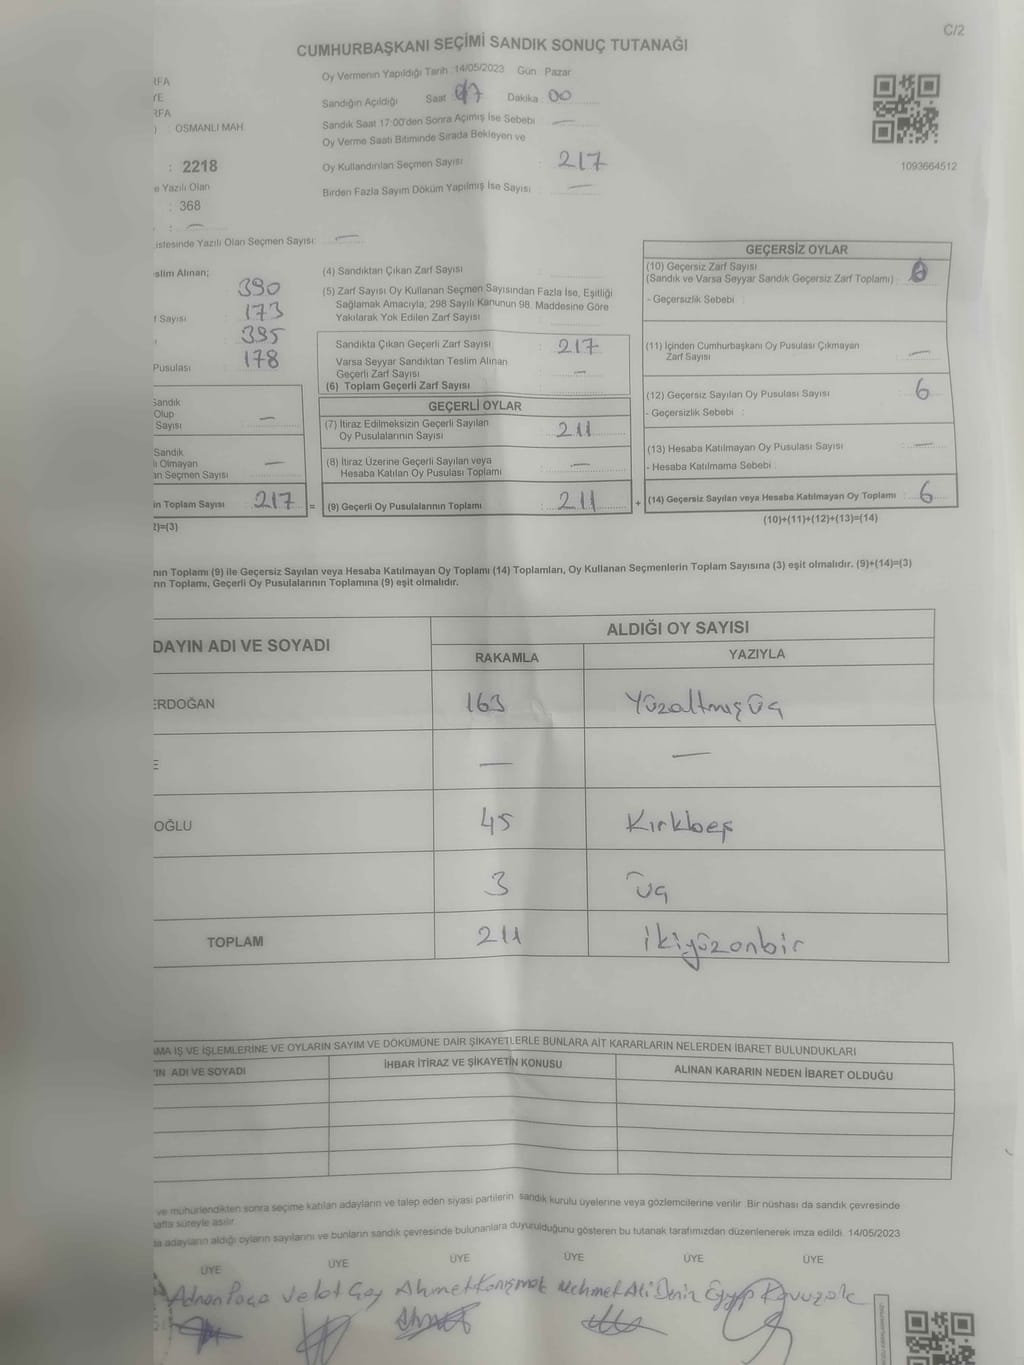 C/2
CUMHURBAŞKANI SEÇİMİ SANDIK SONUÇ TUTANAĞI
RFA
YE
RFA
) : OSMANLI MAH.
: 2218
e Yazılı Olan
: 368
: —
istesinde Yazılı Olan Seçmen Sayısı: —
Oy Vermenin Yapıldığı Tarih :14/05/2023 Gün Pazar
Sandığın Açıldığı Saat 17 Dakika : 00
Sandık Saat 17:00'den Sonra Açımış İse Sebebi —
Oy Verme Saati Bitiminde Sırada Bekleyen ve
Oy Kullandırılan Seçmen Sayısı : 217
Birden Fazla Sayım Döküm Yapılmış İse Sayısı —
1093664512
slim Alınan;
390
f Sayısı 173
395
Pusulası 178
Sandık
Olup
Sayısı —
Sandık
lı Olmayan
an Seçmen Sayısı —
in Toplam Sayısı 217 =
2)=(3)
(4) Sandıktan Çıkan Zarf Sayısı
(5) Zarf Sayısı Oy Kullanan Seçmen Sayısından Fazla İse, Eşitliği
Sağlamak Amacıyla, 298 Sayılı Kanunun 98. Maddesine Göre
Yakılarak Yok Edilen Zarf Sayısı
Sandıkta Çıkan Geçerli Zarf Sayısı 217
Varsa Seyyar Sandıktan Teslim Alınan
Geçerli Zarf Sayısı —
(6) Toplam Geçerli Zarf Sayısı
GEÇERLİ OYLAR
(7) İtiraz Edilmeksizin Geçerli Sayılan
Oy Pusulalarının Sayısı : 211
(8) İtiraz Üzerine Geçerli Sayılan veya
Hesaba Katılan Oy Pusulası Toplamı : —
(9) Geçerli Oy Pusulalarının Toplamı : 211 +
GEÇERSİZ OYLAR
(10) Geçersiz Zarf Sayısı
(Sandık ve Varsa Seyyar Sandık Geçersiz Zarf Toplamı) :
- Geçersizlik Sebebi :
(11) İçinden Cumhurbaşkanı Oy Pusulası Çıkmayan
Zarf Sayısı —
(12) Geçersiz Sayılan Oy Pusulası Sayısı : 6
- Geçersizlik Sebebi :
(13) Hesaba Katılmayan Oy Pusulası Sayısı : —
- Hesaba Katılmama Sebebi :
(14) Geçersiz Sayılan veya Hesaba Katılmayan Oy Toplamı : 6
(10)+(11)+(12)+(13)=(14)
nın Toplamı (9) ile Geçersiz Sayılan veya Hesaba Katılmayan Oy Toplamı (14) Toplamları, Oy Kullanan Seçmenlerin Toplam Sayısına (3) eşit olmalıdır. (9)+(14)=(3)
rın Toplamı, Geçerli Oy Pusulalarının Toplamına (9) eşit olmalıdır.
DAYIN ADI VE SOYADI
ALDIĞI OY SAYISI
RAKAMLA YAZIYLA
ERDOĞAN 163 Yüzaltmışüç
E — —
OĞLU 45 Kırkbeş
3 üç
TOPLAM 211 ikiyüzonbir
AMA İŞ VE İŞLEMLERİNE VE OYLARIN SAYIM VE DÖKÜMÜNE DAİR ŞİKAYETLERLE BUNLARA AİT KARARLARIN NELERDEN İBARET BULUNDUKLARI
'IN ADI VE SOYADI İHBAR İTİRAZ VE ŞİKAYETİN KONUSU ALINAN KARARIN NEDEN İBARET OLDUĞU
ve mühürlendikten sonra seçime katılan adayların ve talep eden siyasi partilerin sandık kurulu üyelerine veya gözlemcilerine verilir. Bir nüshası da sandık çevresinde
hafta süreyle asılır.
da adayların aldığı oyların sayılarını ve bunların sandık çevresinde bulunanlara duyurulduğunu gösteren bu tutanak tarafımızdan düzenlenerek imza edildi. 14/05/2023
ÜYE ÜYE ÜYE ÜYE ÜYE ÜYE
Adnan Ahmet Mehmet Ali Deniz Eyyp